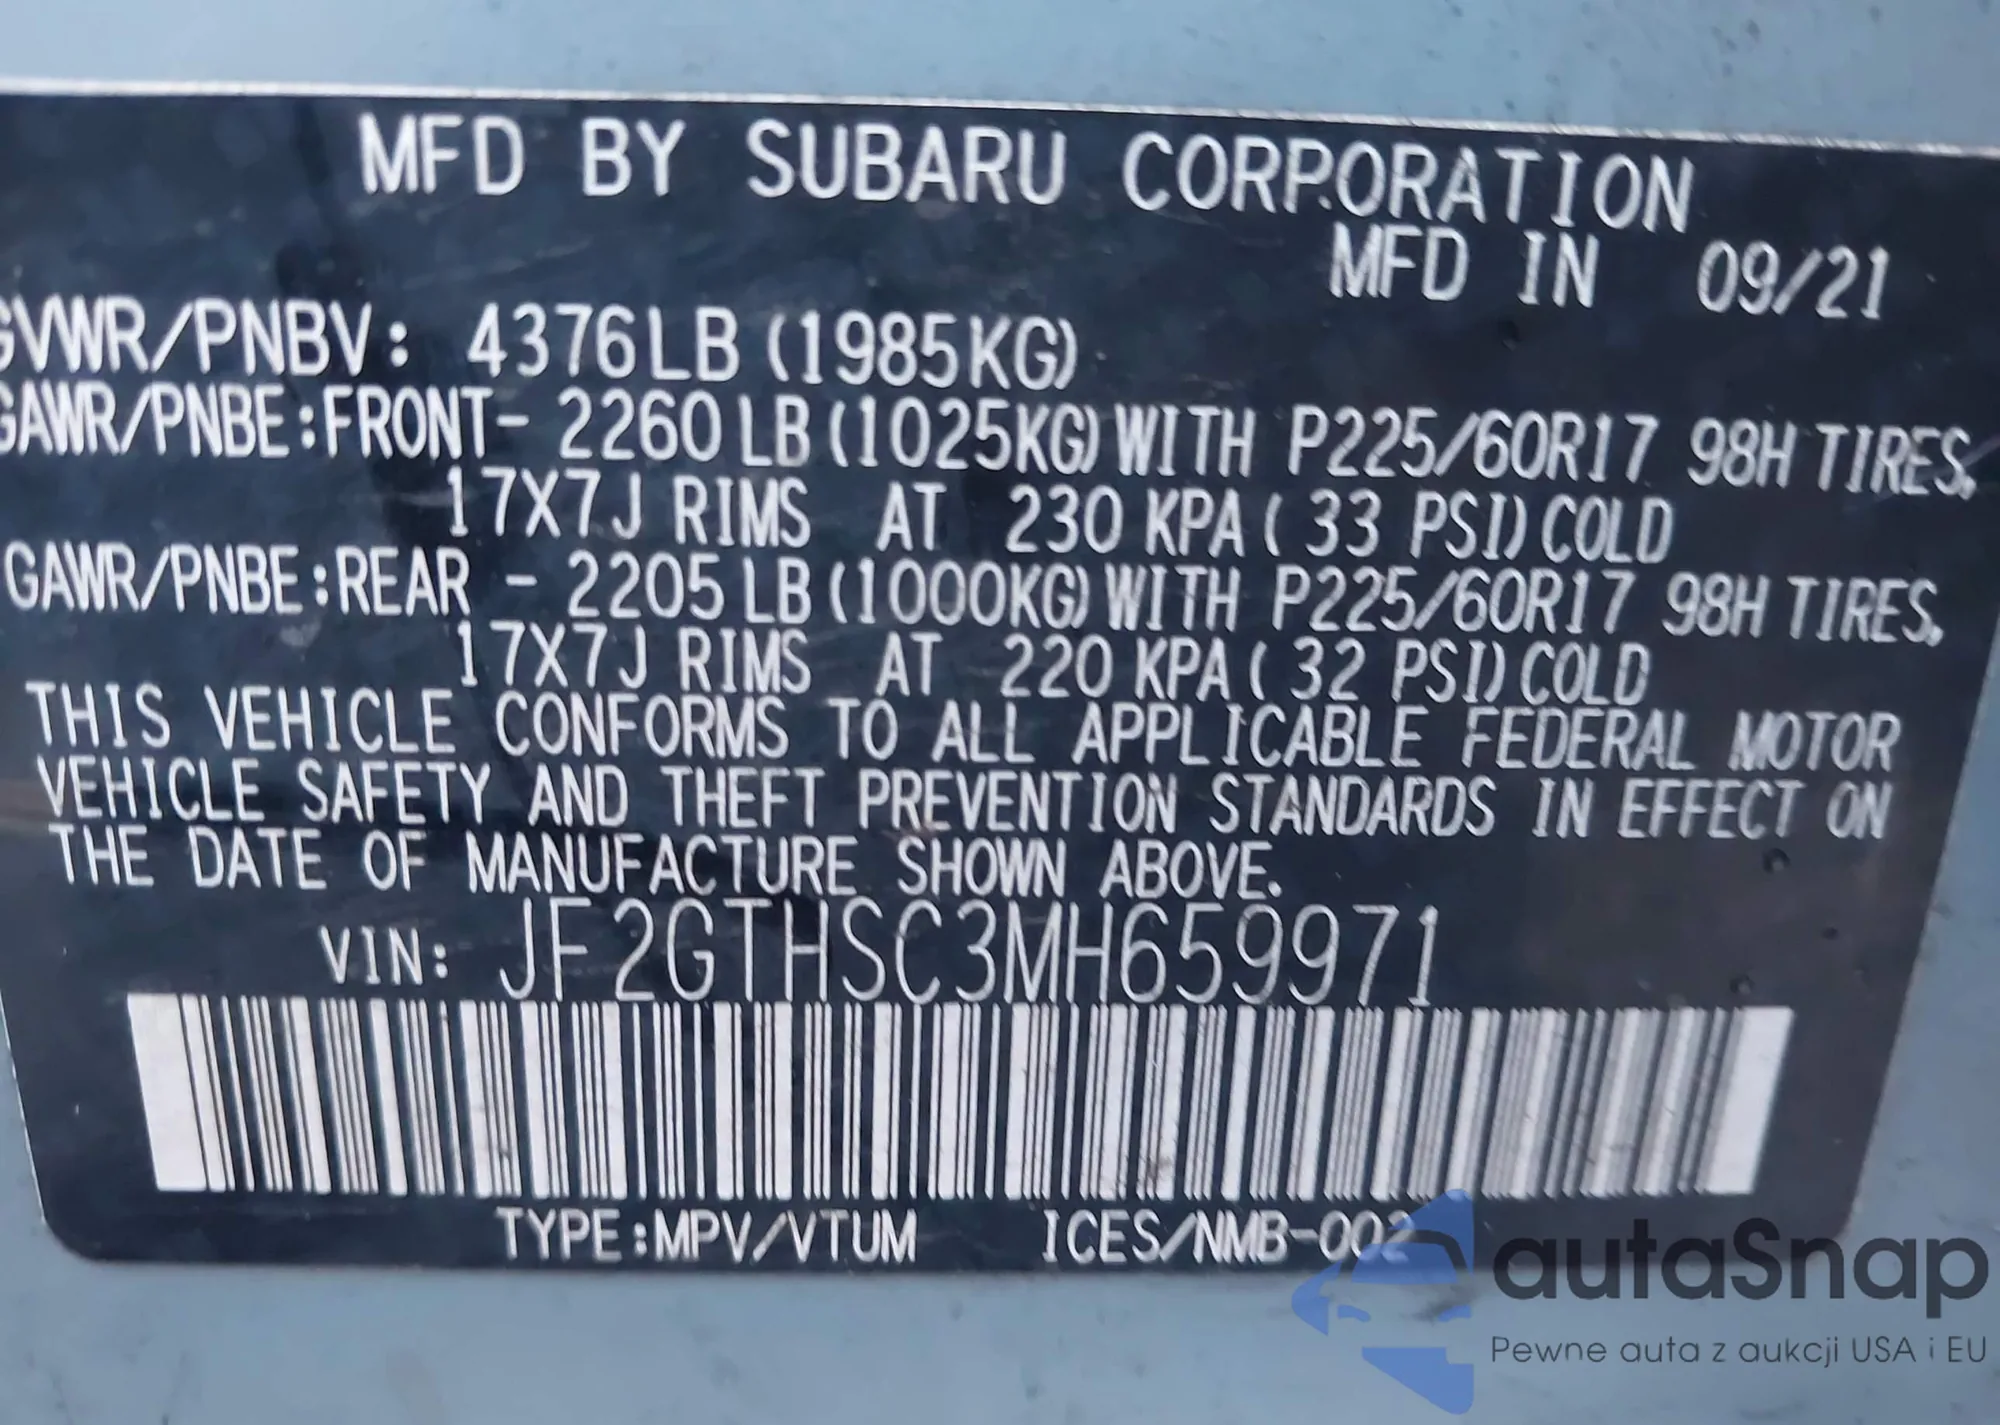 MFD BY SUBARU CORPORATION
MFD IN 09/21
GVWR/PNBV: 4376LB (1985KG)
GAWR/PNBE:FRONT- 2260 LB (1025KG) WITH P225/60R17 98H TIRES,
17X7J RIMS AT 230 KPA ( 33 PSI) COLD
GAWR/PNBE:REAR - 2205 LB (1000KG) WITH P225/60R17 98H TIRES,
17X7J RIMS AT 220 KPA ( 32 PSI) COLD
THIS VEHICLE CONFORMS TO ALL APPLICABLE FEDERAL MOTOR
VEHICLE SAFETY AND THEFT PREVENTION STANDARDS IN EFFECT ON
THE DATE OF MANUFACTURE SHOWN ABOVE.
VIN: JF2GTHSC3MH659971
TYPE:MPV/VTUM ICES/NMB-002
autaSnap
Pewne auta z aukcji USA i EU